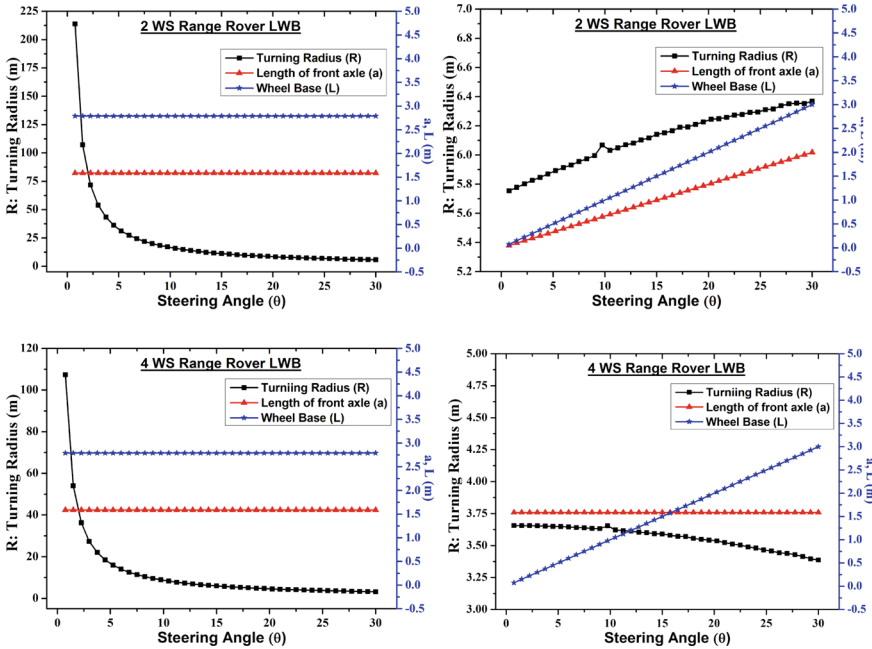 2 WS Range Rover LWB
Turning Radius (R)
Length of front axle (a)
Wheel Base (L)
R: Turning Radius (m)
225
200
175
150
125
100
75
50
25
0
a, L (m)
5.0
4.5
4.0
3.5
3.0
2.5
2.0
1.5
1.0
0.5
0.0
-0.5
0 5 10 15 20 25 30
Steering Angle (θ)
2 WS Range Rover LWB
Turning Radius (R)
Length of front axle (a)
Wheel Base (L)
R: Turning Radius (m)
7.0
6.8
6.6
6.4
6.2
6.0
5.8
5.6
5.4
5.2
L (m)
5.0
4.5
4.0
3.5
3.0
2.5
2.0
1.5
1.0
0.5
0.0
-0.5
0 5 10 15 20 25 30
Steering Angle (θ)
4 WS Range Rover LWB
Turniing Radius (R)
Length of front axle (a)
Wheel Base (L)
R: Turning Radius (m)
120
100
80
60
40
20
0
a, L (m)
5.0
4.5
4.0
3.5
3.0
2.5
2.0
1.5
1.0
0.5
0.0
-0.5
0 5 10 15 20 25 30
Steering Angle (θ)
4 WS Range Rover LWB
Turniing Radius (R)
Length of front axle (a)
Wheel Base (L)
R: Turning Radius (m)
5.00
4.75
4.50
4.25
4.00
3.75
3.50
3.25
3.00
a, L (m)
5.0
4.5
4.0
3.5
3.0
2.5
2.0
1.5
1.0
0.5
0.0
-0.5
0 5 10 15 20 25 30
Steering Angle (θ)